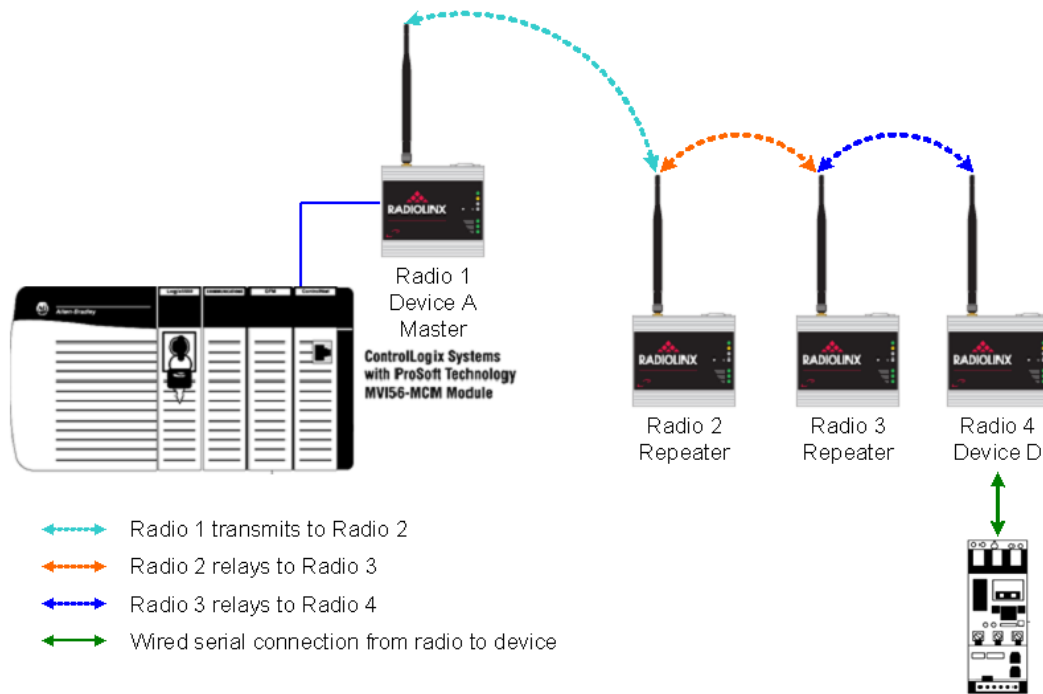 RADIOLINX
Radio 1
Device A
Master
Allen-Bradley
ControlLogix Systems
with ProSoft Technology
MVI56-MCM Module
RADIOLINX
RADIOLINX
RADIOLINX
Radio 2
Repeater
Radio 3
Repeater
Radio 4
Device D
Radio 1 transmits to Radio 2
Radio 2 relays to Radio 3
Radio 3 relays to Radio 4
Wired serial connection from radio to device